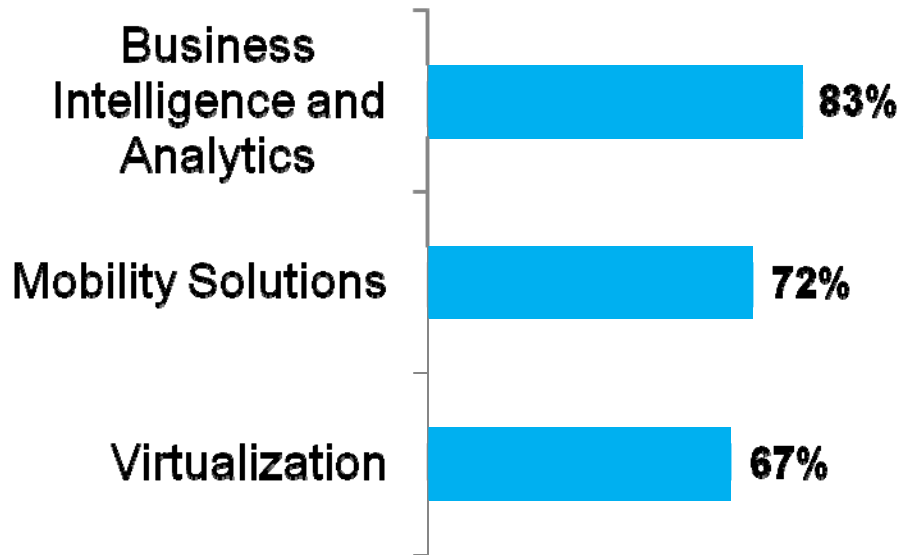 Business
Intelligence and
Analytics
83%
Mobility Solutions
72%
Virtualization
67%